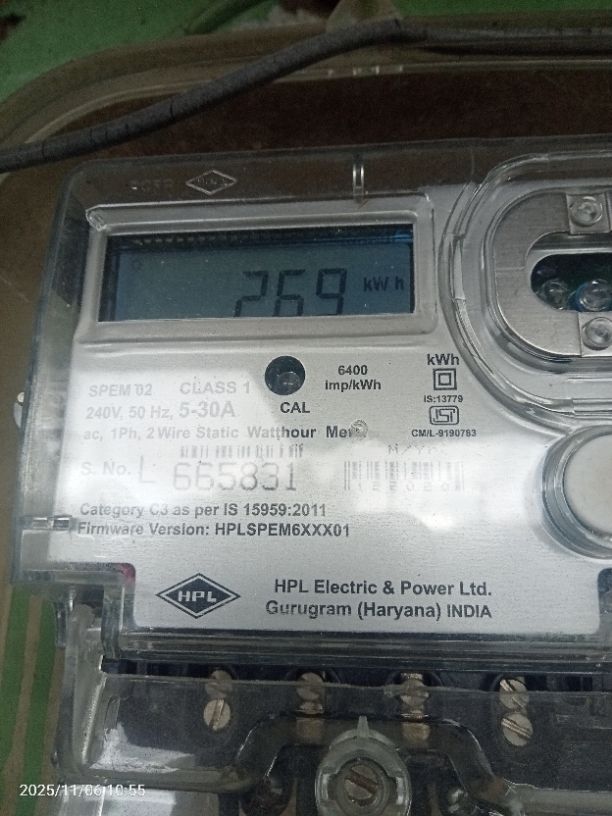 269 kWh
6400
imp/kWh
kWh
SPEM 02 CLASS 1
CAL
IS:13779
240V, 50 Hz, 5-30A
CM/L-9190783
ac, 1Ph, 2 Wire Static Watthour Meter
S. No. L 665831
Category C3 as per IS 15959:2011
Firmware Version: HPLSPEM6XXX01
HPL
HPL Electric & Power Ltd.
Gurugram (Haryana) INDIA
2025/11/06 10:55